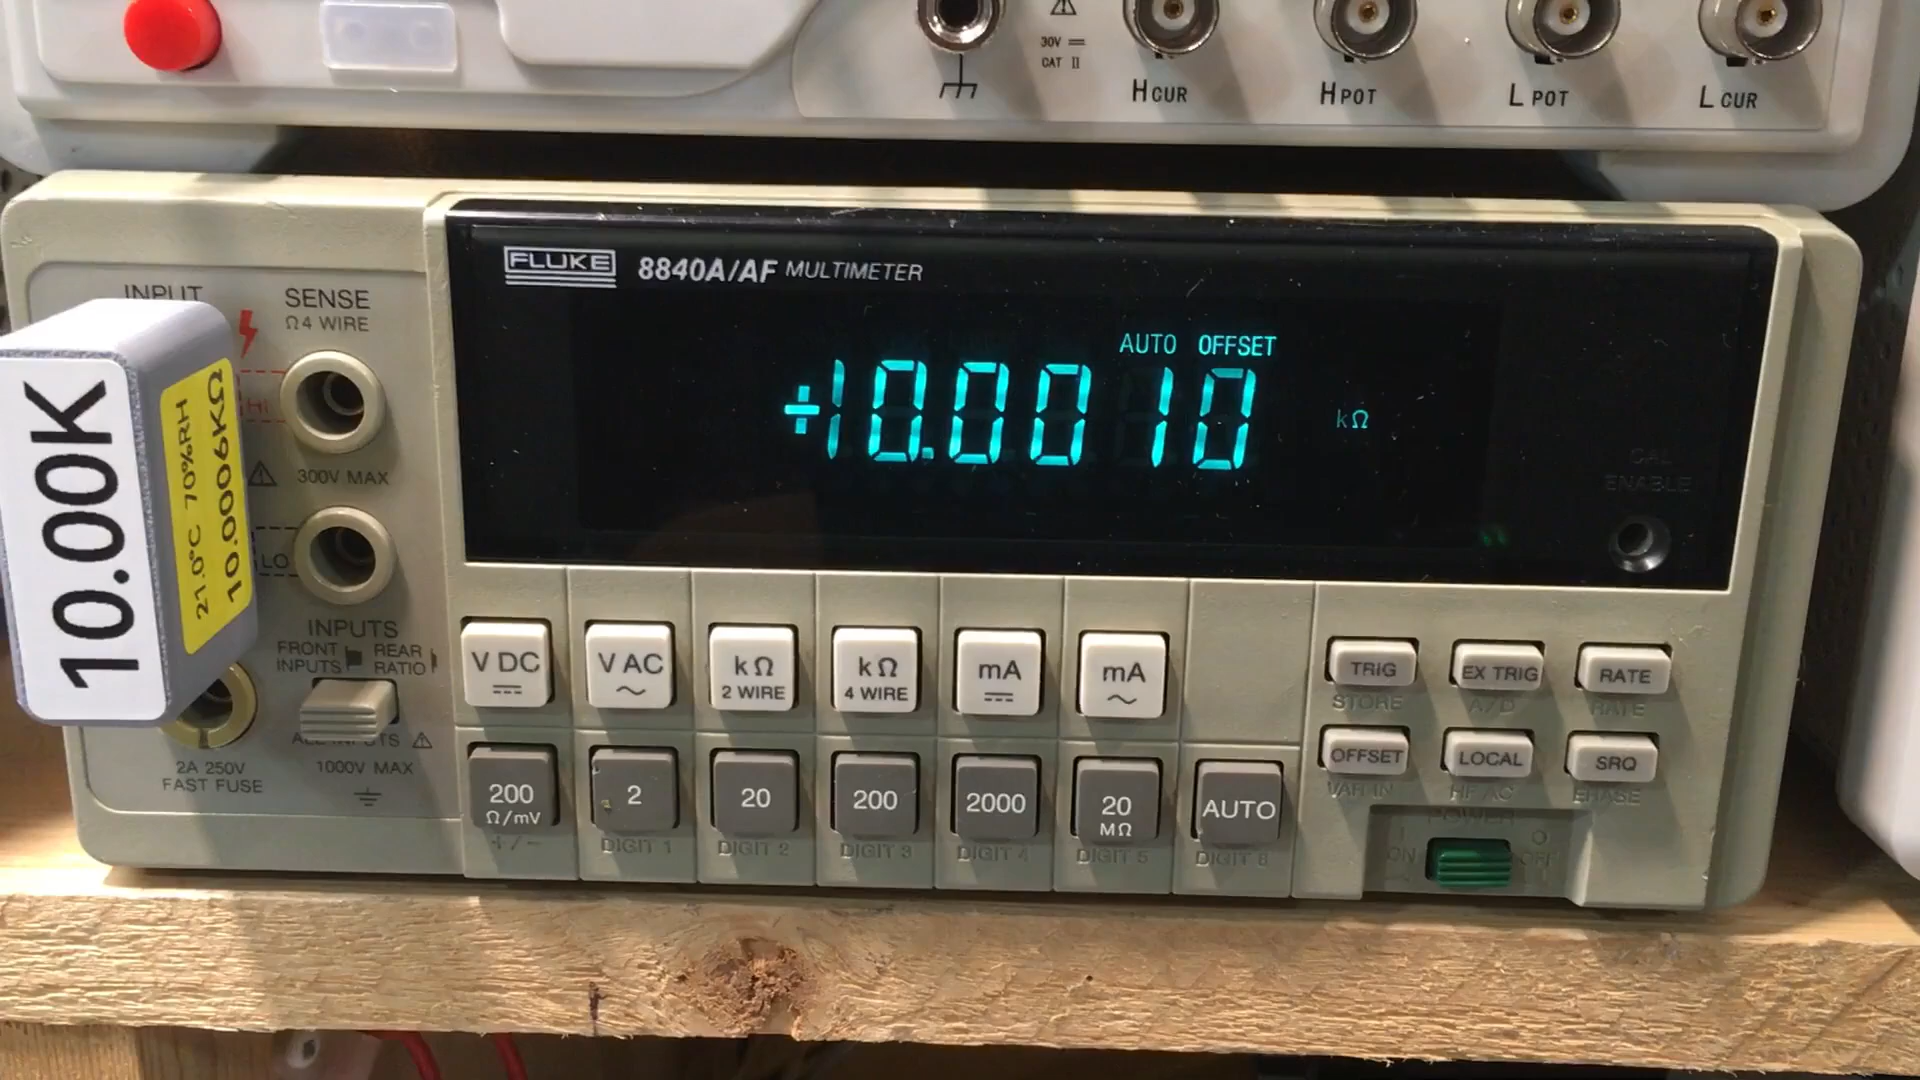 30V
CAT II
HCUR
HPOT
LPOT
LCUR
FLUKE 8840A/AF MULTIMETER
INPUT
SENSE
Ω 4 WIRE
HI
300V MAX
LO
INPUTS
FRONT INPUTS
REAR RATIO
ALL INPUTS
1000V MAX
2A 250V
FAST FUSE
10.00K
21.0°C 70%RH
10.0006KΩ
AUTO OFFSET
+10.0010 kΩ
CAL
ENABLE
V DC
V AC
kΩ
2 WIRE
kΩ
4 WIRE
mA
mA
TRIG
EX TRIG
RATE
STORE
A/D
RATE
200
Ω/mV
2
20
200
2000
20
MΩ
AUTO
OFFSET
LOCAL
SRQ
VAR IN
HF AC
ERASE
+/-
DIGIT 1
DIGIT 2
DIGIT 3
DIGIT 4
DIGIT 5
DIGIT 6
POWER
ON
OFF